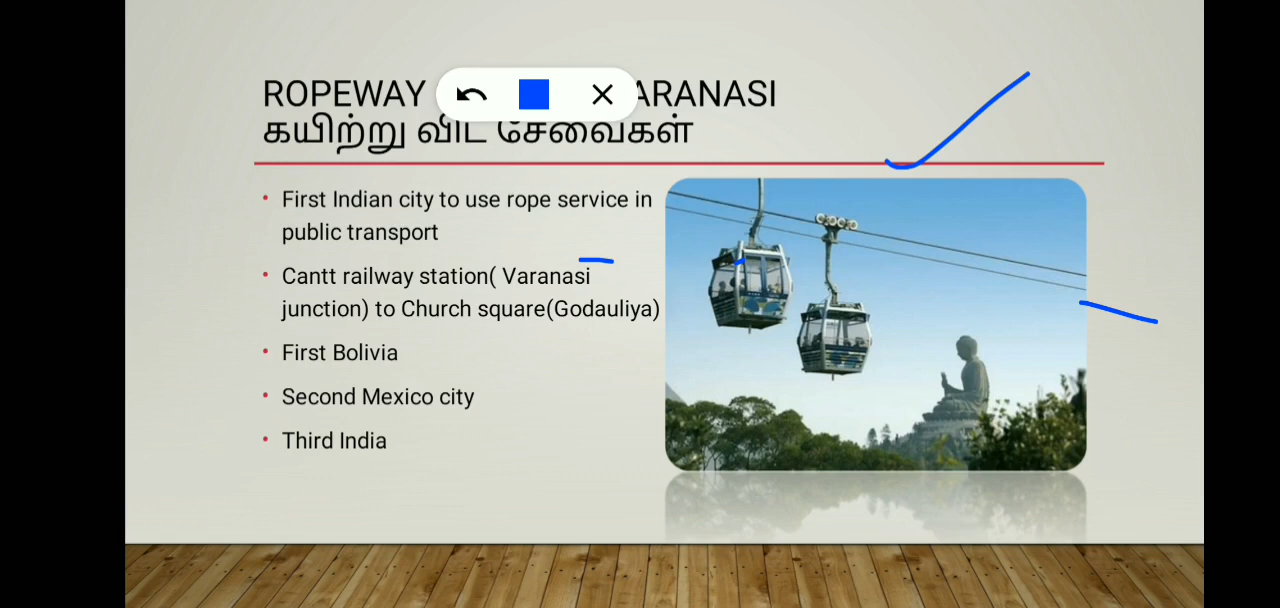 ROPEWAY ARANASI
கயிற்று விட சேவைகள்
• First Indian city to use rope service in
public transport
• Cantt railway station( Varanasi
junction) to Church square(Godauliya)
• First Bolivia
• Second Mexico city
• Third India